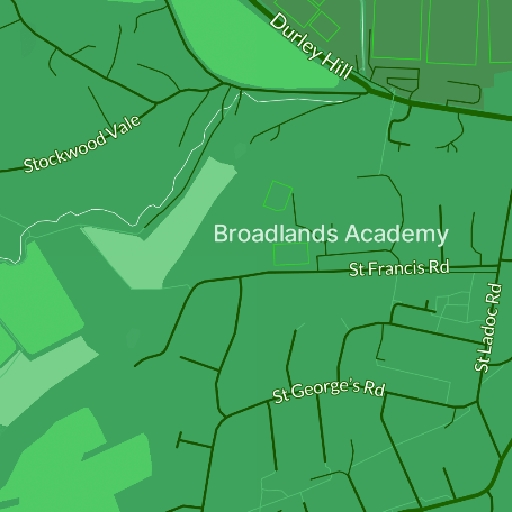 Durley Hill
Stockwood Vale
Broadlands Academy
St Francis Rd
St Ladoc Rd
St George's Rd